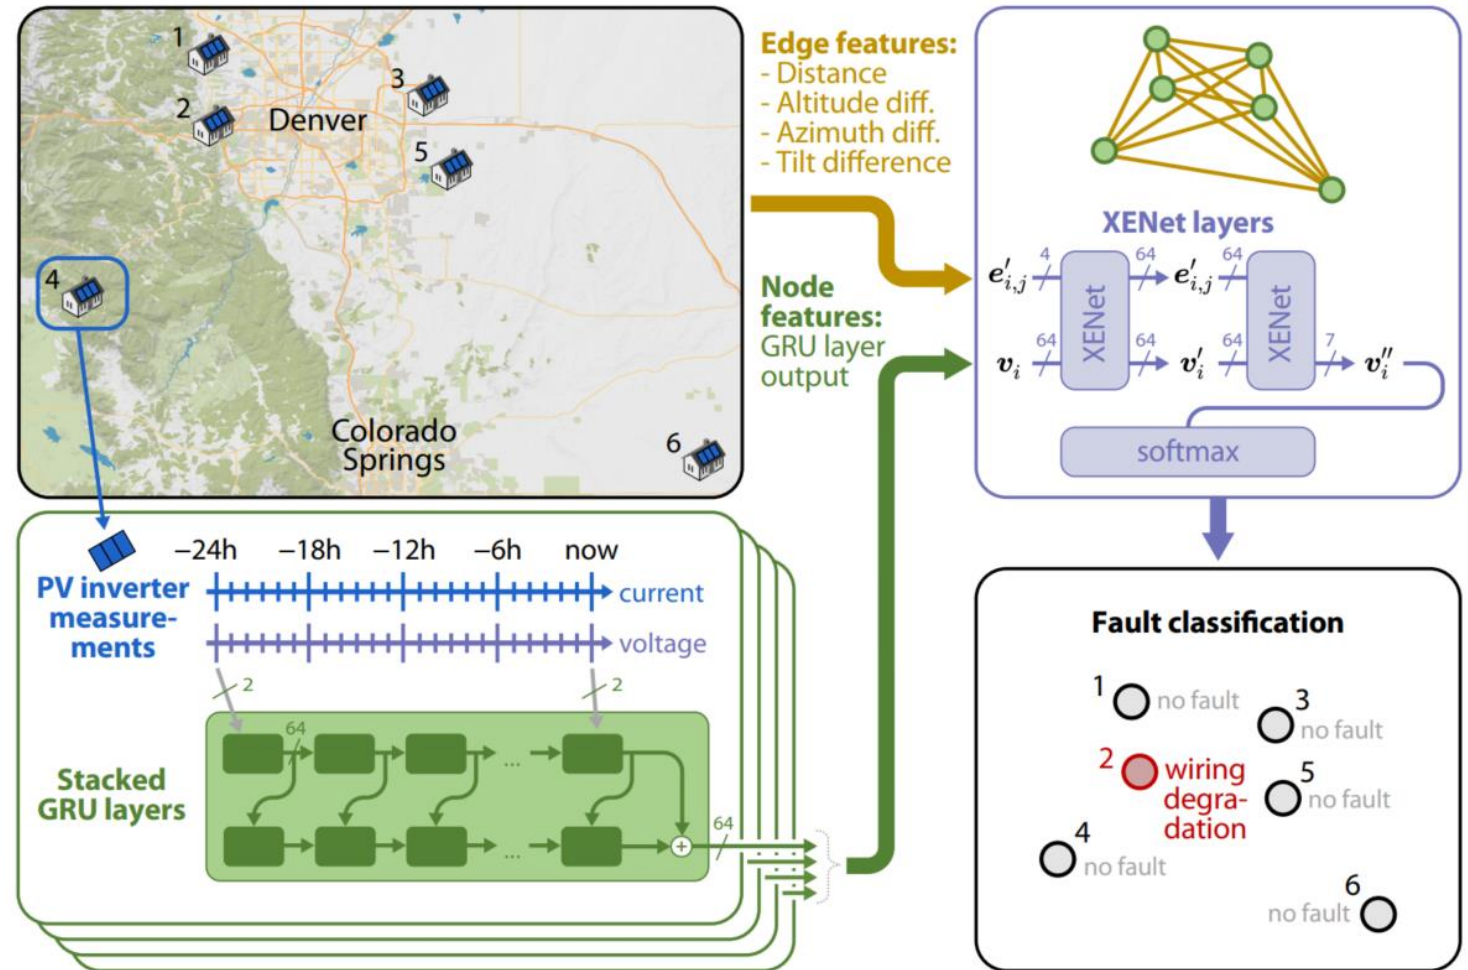 1
2
3
Denver
5
4
Colorado
Springs
6
Edge features:
- Distance
- Altitude diff.
- Azimuth diff.
- Tilt difference
Node
features:
GRU layer
output
XENet layers
e′i,j 4 XENet 64 e′i,j 64 XENet
vi 64 64 v′i 64 7 v″i
softmax
−24h −18h −12h −6h now
PV inverter
measure-
ments
current
voltage
2 2
64
Stacked
GRU layers
...
...
+
64
Fault classification
1 no fault
3
no fault
2 wiring
degra-
dation
5
no fault
4
no fault
6
no fault